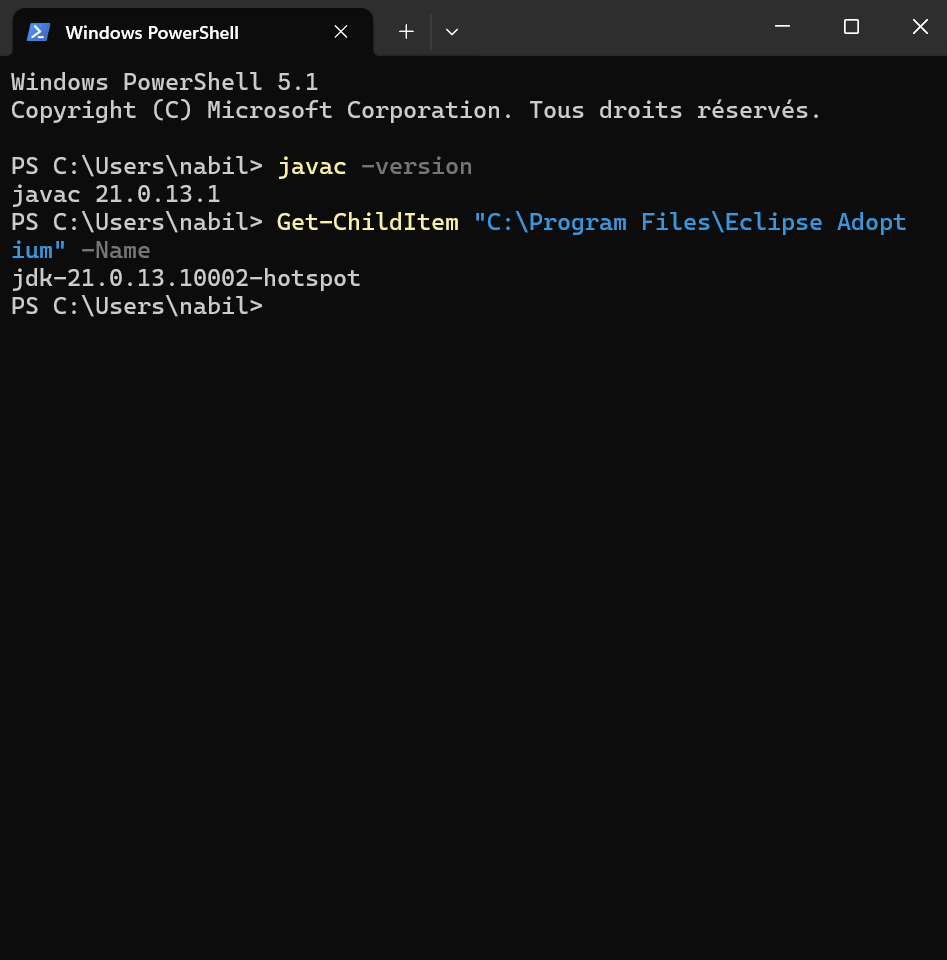 Windows PowerShell
Windows PowerShell 5.1
Copyright (C) Microsoft Corporation. Tous droits réservés.
PS C:\Users\nabil> javac -version
javac 21.0.13.1
PS C:\Users\nabil> Get-ChildItem "C:\Program Files\Eclipse Adopt
ium" -Name
jdk-21.0.13.10002-hotspot
PS C:\Users\nabil>